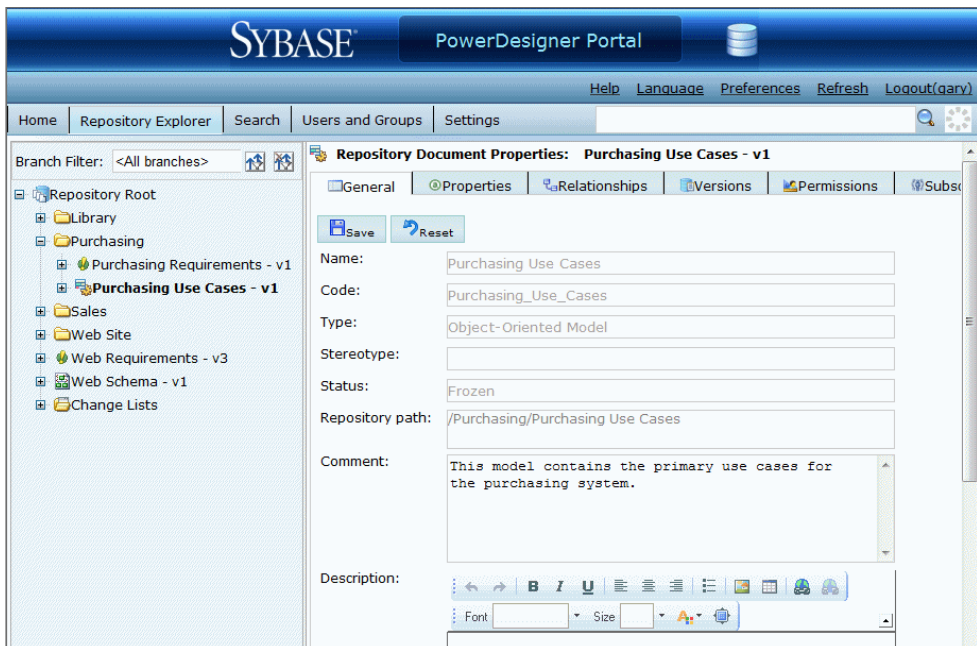 SYBASE®
PowerDesigner Portal
Help Language Preferences Refresh Logout(gary)
Home Repository Explorer Search Users and Groups Settings
Branch Filter: <All branches>
Repository Root
Library
Purchasing
Purchasing Requirements - v1
Purchasing Use Cases - v1
Sales
Web Site
Web Requirements - v3
Web Schema - v1
Change Lists
Repository Document Properties: Purchasing Use Cases - v1
General Properties Relationships Versions Permissions Subsc
Save Reset
Name: Purchasing Use Cases
Code: Purchasing_Use_Cases
Type: Object-Oriented Model
Stereotype:
Status: Frozen
Repository path: /Purchasing/Purchasing Use Cases
Comment: This model contains the primary use cases for
the purchasing system.
Description:
B I U
Font Size A